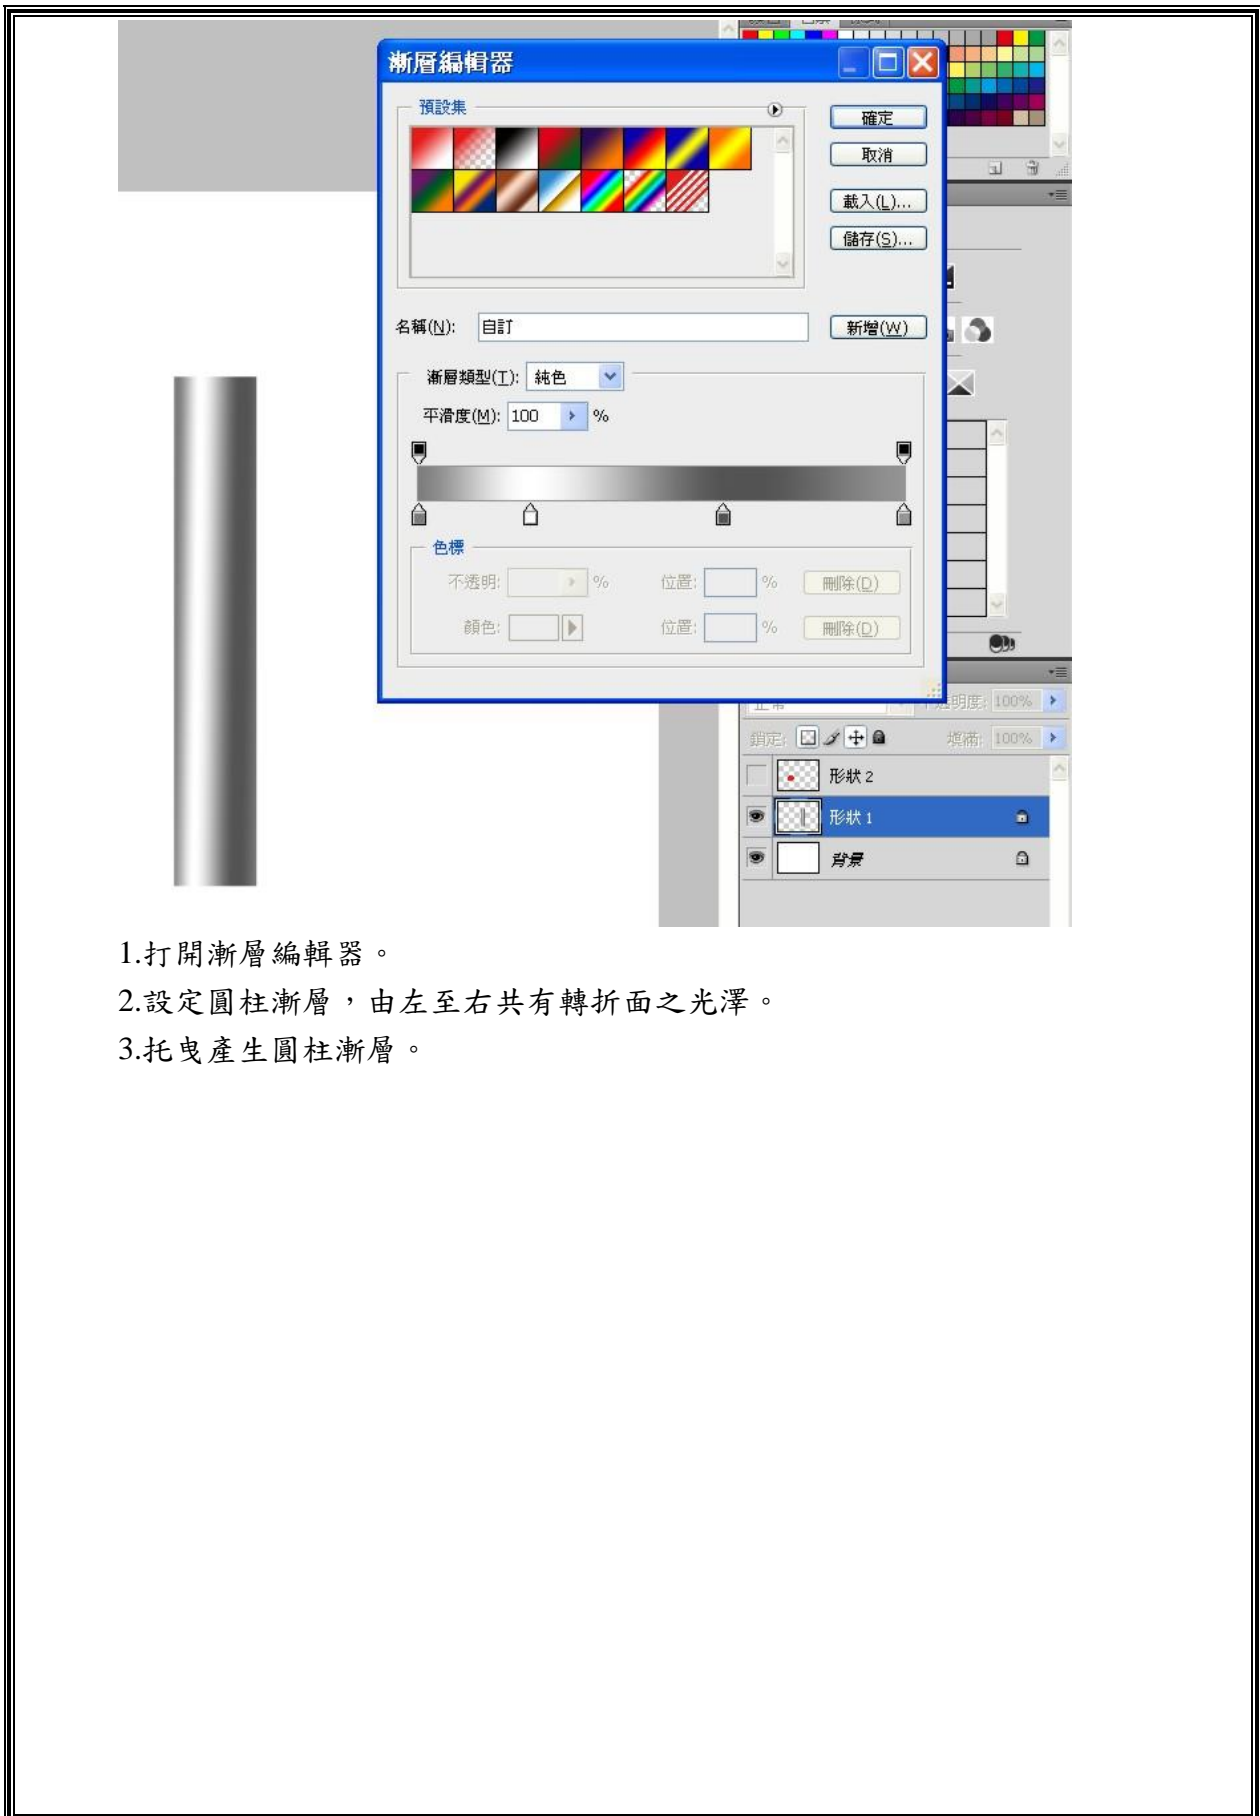 漸層編輯器
預設集
確定
取消
載入(L)...
儲存(S)...
名稱(N): 自訂
新增(W)
漸層類型(T): 純色
平滑度(M): 100 %
色標
不透明: % 位置: % 刪除(D)
顏色: 位置: % 刪除(D)
明度: 100%
鎖定: 填滿: 100%
形狀 2
形狀 1
背景
1.打開漸層編輯器。
2.設定圓柱漸層，由左至右共有轉折面之光澤。
3.托曳產生圓柱漸層。